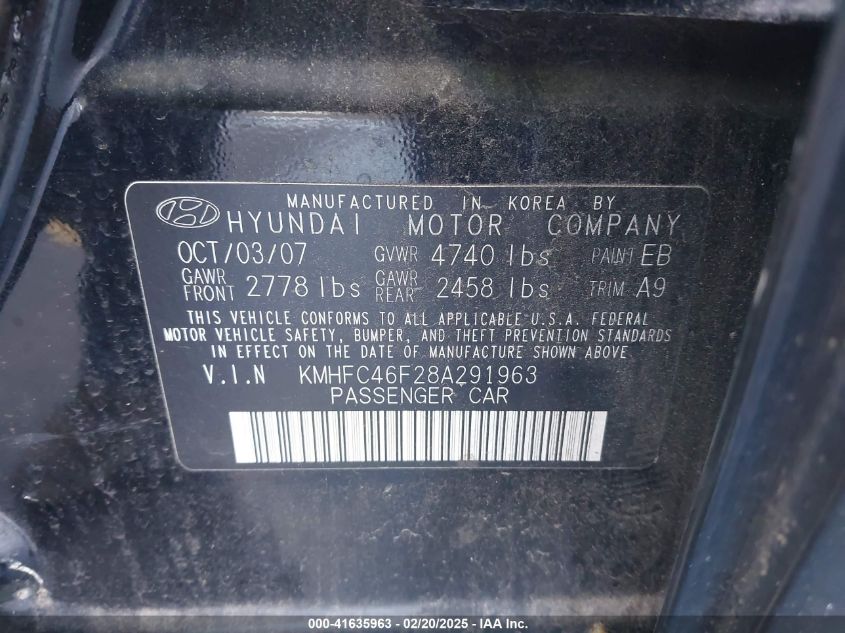 MANUFACTURED IN KOREA BY
HYUNDAI MOTOR COMPANY
OCT/03/07 GVWR 4740 lbs PAINT EB
GAWR FRONT 2778 lbs GAWR REAR 2458 lbs TRIM A9
THIS VEHICLE CONFORMS TO ALL APPLICABLE U.S.A. FEDERAL
MOTOR VEHICLE SAFETY, BUMPER, AND THEFT PREVENTION STANDARDS
IN EFFECT ON THE DATE OF MANUFACTURE SHOWN ABOVE
V.I.N KMHFC46F28A291963
PASSENGER CAR
000-41635963 - 02/20/2025 - IAA Inc.